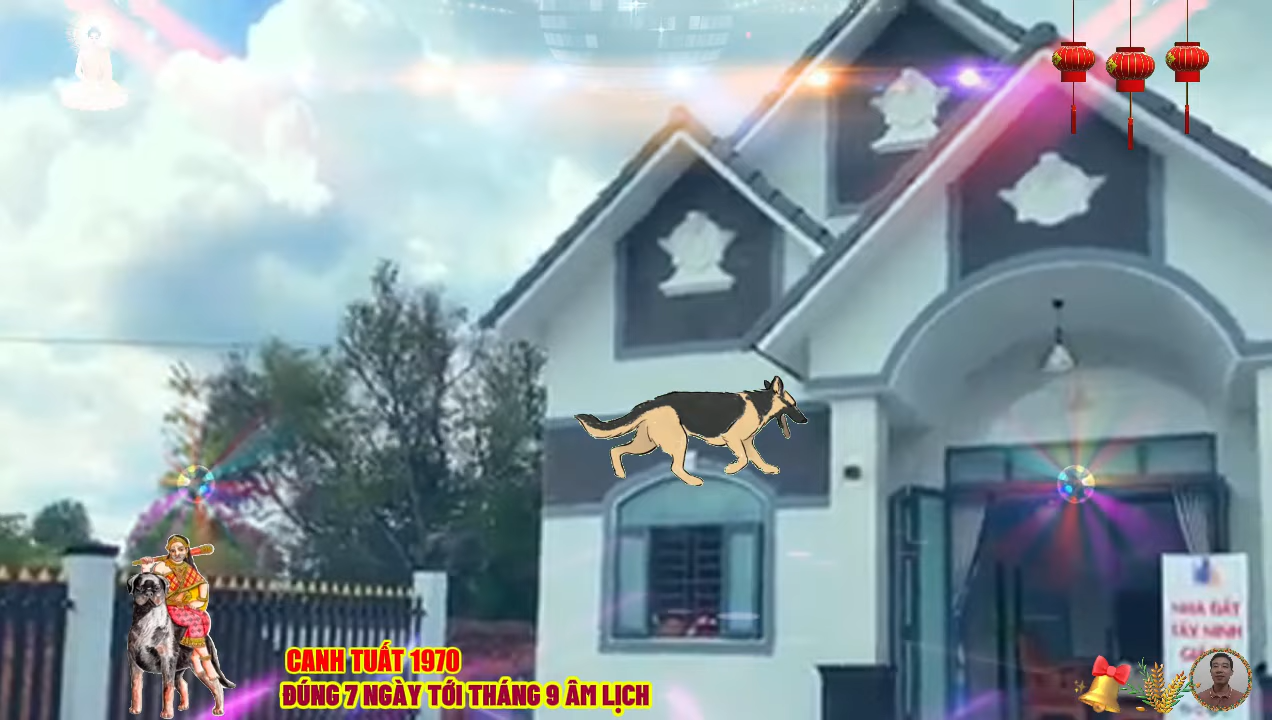 CANH TUẤT 1970
ĐÚNG 7 NGÀY TỚI THÁNG 9 ÂM LỊCH
NHÀ ĐẤT
TÂY NINH